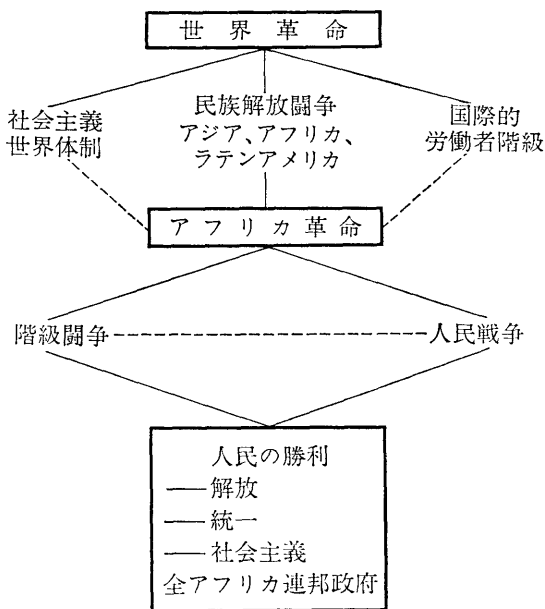 世界革命
社会主義
世界体制
民族解放闘争
アジア、アフリカ、
ラテンアメリカ
国際的
労働者階級
アフリカ革命
階級闘争
人民戦争
人民の勝利
——解放
——統一
——社会主義
全アフリカ連邦政府